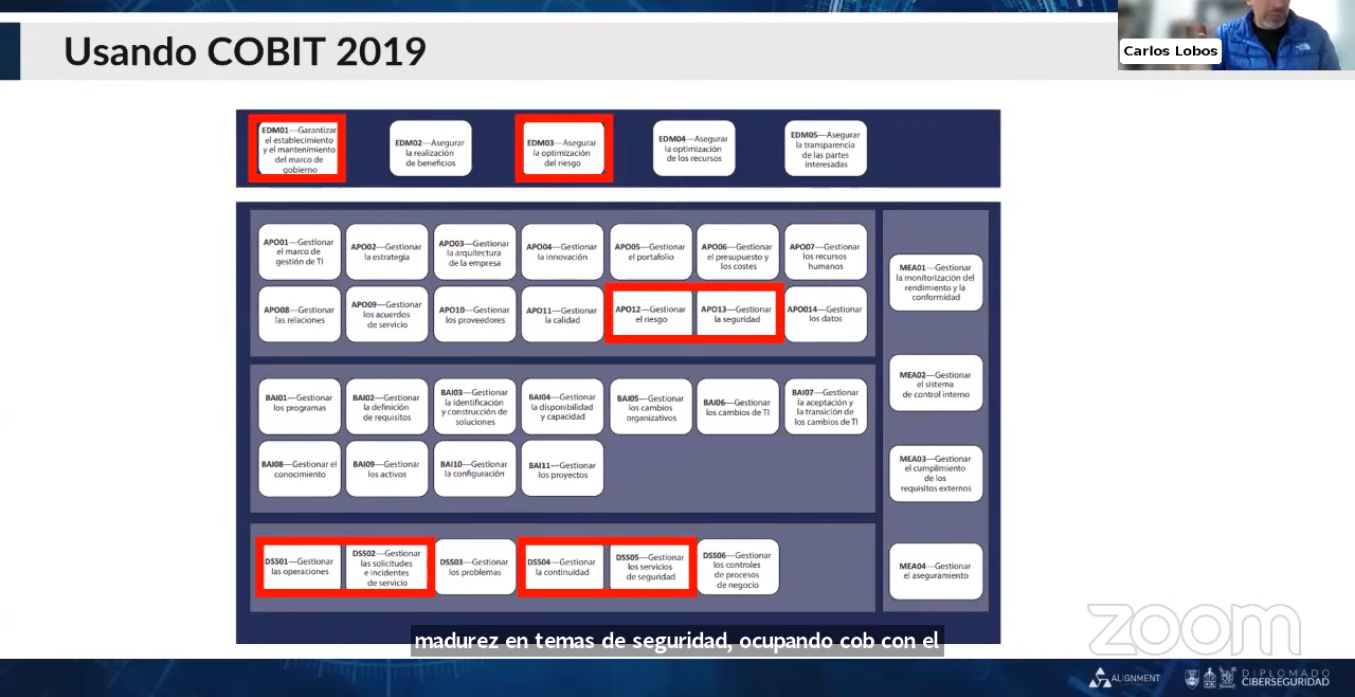 Usando COBIT 2019
Carlos Lobos
EDM01—Garantizar
el establecimiento
y el mantenimiento
del marco de
gobierno
EDM02—Asegurar
la realización
de beneficios
EDM03—Asegurar
la optimización
del riesgo
EDM04—Asegurar
la optimización
de los recursos
EDM05—Asegurar
la transparencia
de las partes
interesadas
APO01—Gestionar
el marco de
gestión de TI
APO02—Gestionar
la estrategia
APO03—Gestionar
la arquitectura
de la empresa
APO04—Gestionar
la innovación
APO05—Gestionar
el portafolio
APO06—Gestionar
el presupuesto y
los costes
APO07—Gestionar
los recursos
humanos
APO08—Gestionar
las relaciones
APO09—Gestionar
los acuerdos
de servicio
APO10—Gestionar
los proveedores
APO11—Gestionar
la calidad
APO12—Gestionar
el riesgo
APO13—Gestionar
la seguridad
APO014—Gestionar
los datos
BAI01—Gestionar
los programas
BAI02—Gestionar
la definición
de requisitos
BAI03—Gestionar
la identificación
y construcción de
soluciones
BAI04—Gestionar
la disponibilidad
y capacidad
BAI05—Gestionar
los cambios
organizativos
BAI06—Gestionar
los cambios de TI
BAI07—Gestionar
la aceptación y
la transición de
los cambios de TI
BAI08—Gestionar el
conocimiento
BAI09—Gestionar
los activos
BAI10—Gestionar
la configuración
BAI11—Gestionar
los proyectos
DSS01—Gestionar
las operaciones
DSS02—Gestionar
las solicitudes
e incidentes
de servicio
DSS03—Gestionar
los problemas
DSS04—Gestionar
la continuidad
DSS05—Gestionar
los servicios
de seguridad
DSS06—Gestionar
los controles
de procesos
de negocio
MEA01—Gestionar
la monitorización del
rendimiento y la
conformidad
MEA02—Gestionar
el sistema
de control interno
MEA03—Gestionar
el cumplimiento
de los
requisitos externos
MEA04—Gestionar
el aseguramiento
madurez en temas de seguridad, ocupando cob con el
zoom
ALIGNMENT
DIPLOMADO
CIBERSEGURIDAD